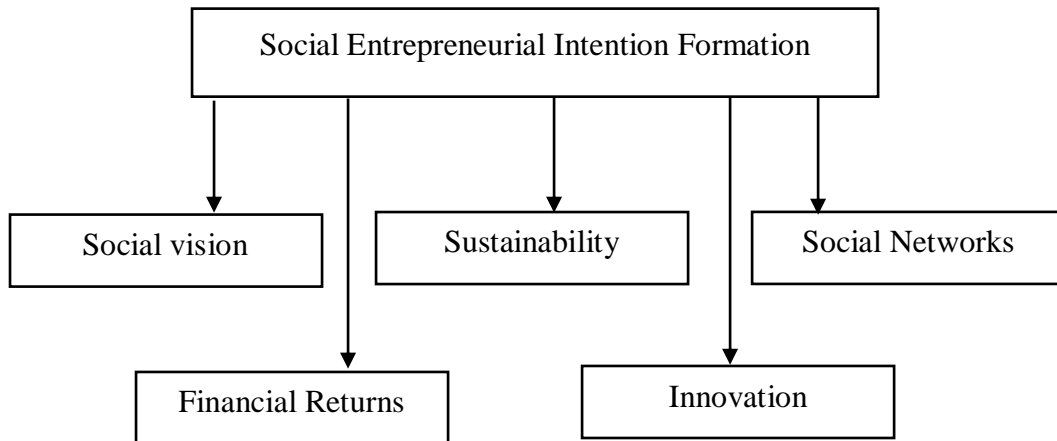 Social Entrepreneurial Intention Formation
Social vision
Sustainability
Social Networks
Financial Returns
Innovation